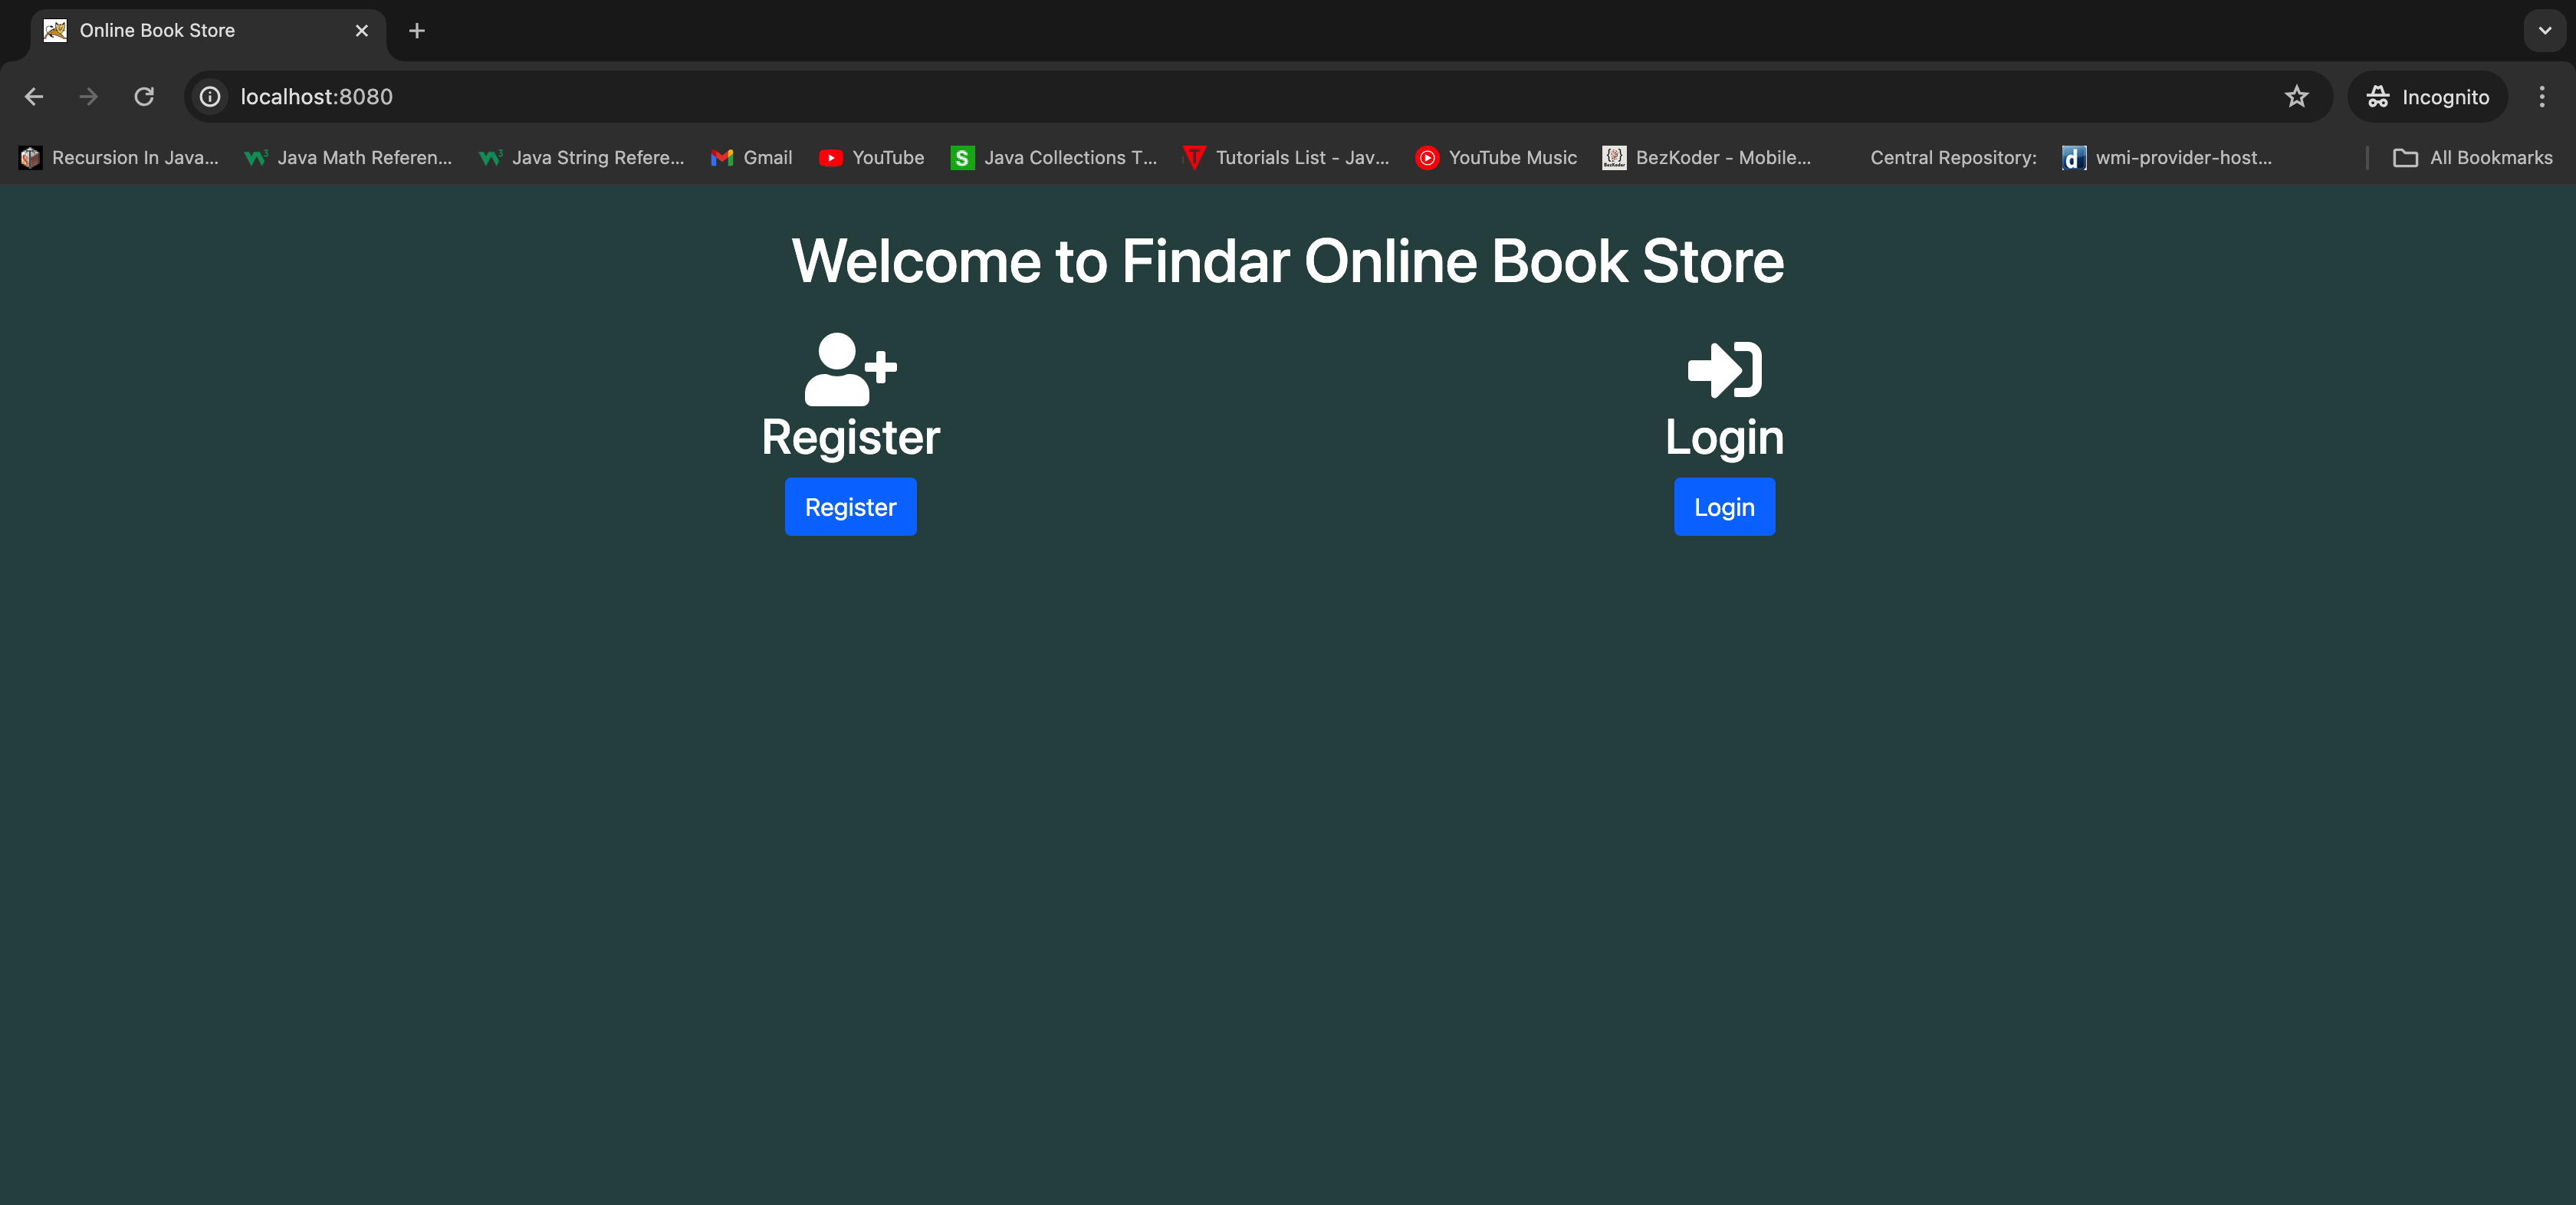 Online Book Store
localhost:8080
Incognito
Recursion In Java...
Java Math Referen...
Java String Refere...
Gmail
YouTube
Java Collections T...
Tutorials List - Jav...
YouTube Music
BezKoder - Mobile...
Central Repository:
wmi-provider-host...
All Bookmarks
Welcome to Findar Online Book Store
Register
Login
Register
Login